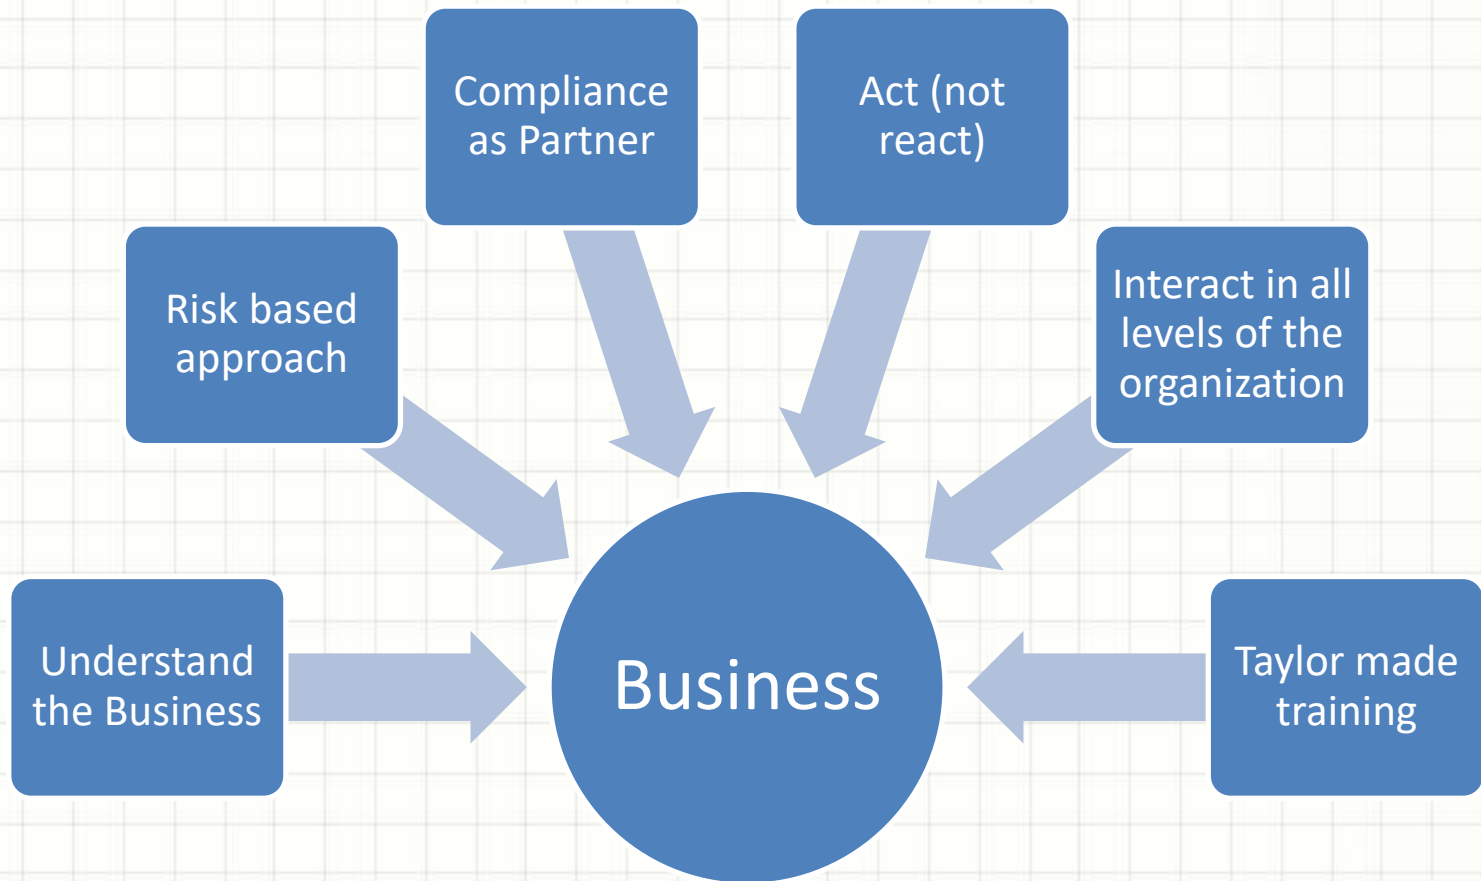 Compliance
as Partner
Act (not
react)
Risk based
approach
Interact in all
levels of the
organization
Understand
the Business
Business
Taylor made
training